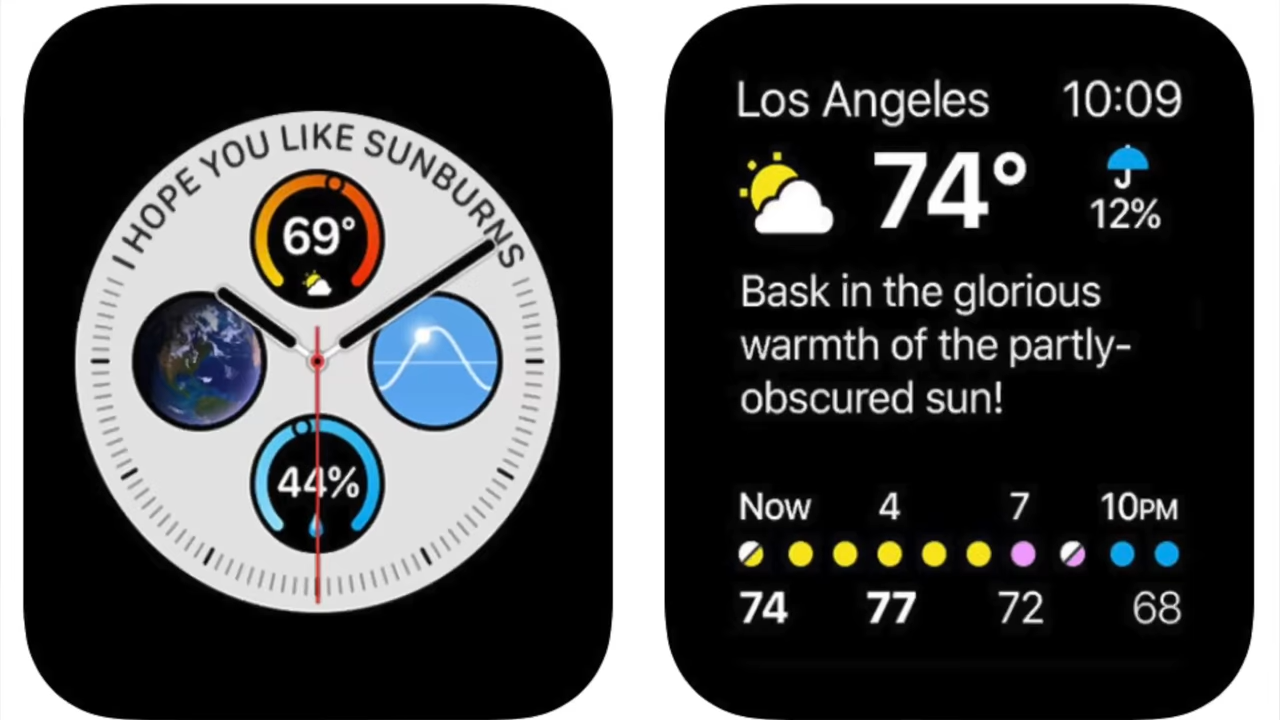 I HOPE YOU LIKE SUNBURNS
69°
44%
Los Angeles 10:09
74°
12%
Bask in the glorious
warmth of the partly-
obscured sun!
Now 4 7 10PM
74 77 72 68